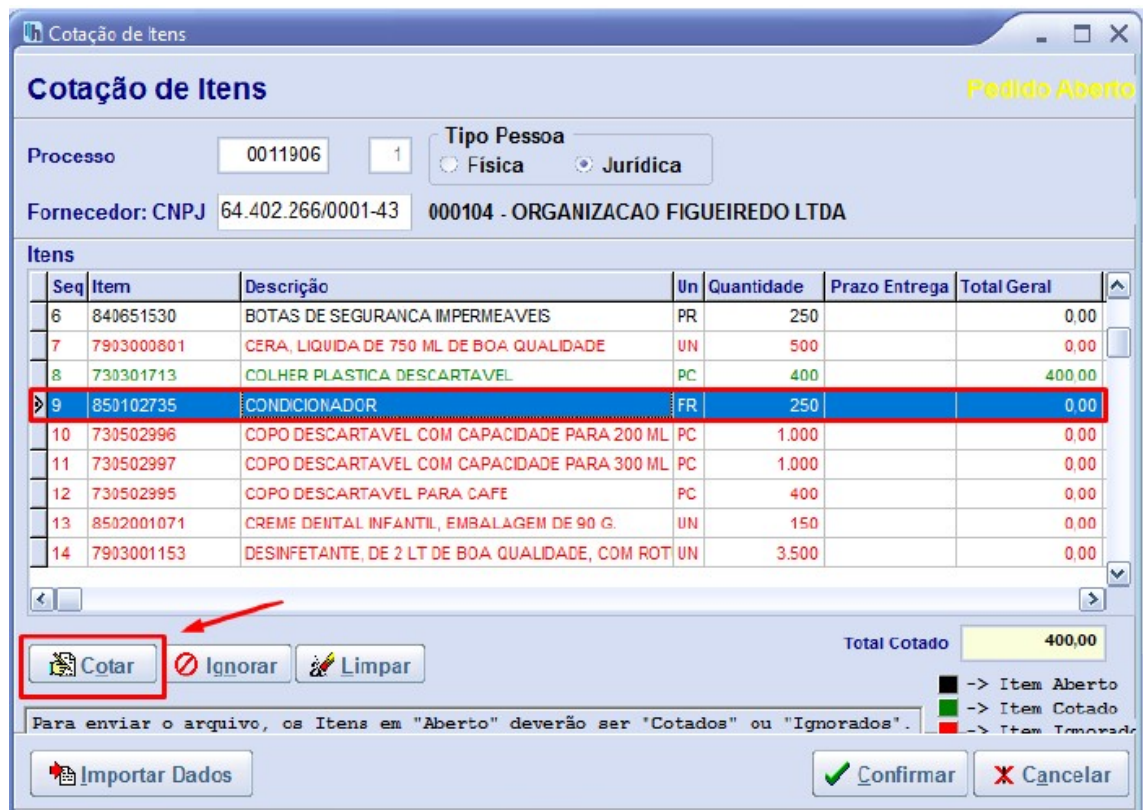 Cotação de Itens
Cotação de Itens Pedido Aberto
Processo 0011906 1 Tipo Pessoa Física Jurídica
Fornecedor: CNPJ 64.402.266/0001-43 000104 - ORGANIZACAO FIGUEIREDO LTDA
Itens
Seq Item Descrição Un Quantidade Prazo Entrega Total Geral
6 840651530 BOTAS DE SEGURANCA IMPERMEAVEIS PR 250 0,00
7 7903000801 CERA, LIQUIDA DE 750 ML DE BOA QUALIDADE UN 500 0,00
8 730301713 COLHER PLASTICA DESCARTAVEL PC 400 400,00
9 850102735 CONDICIONADOR FR 250 0,00
10 730502996 COPO DESCARTAVEL COM CAPACIDADE PARA 200 ML PC 1.000 0,00
11 730502997 COPO DESCARTAVEL COM CAPACIDADE PARA 300 ML PC 1.000 0,00
12 730502995 COPO DESCARTAVEL PARA CAFE PC 400 0,00
13 8502001071 CREME DENTAL INFANTIL, EMBALAGEM DE 90 G. UN 150 0,00
14 7903001153 DESINFETANTE, DE 2 LT DE BOA QUALIDADE, COM ROT UN 3.500 0,00
Total Cotado 400,00
Cotar Ignorar Limpar
-> Item Aberto
-> Item Cotado
-> Item Ignorado
Para enviar o arquivo, os Itens em "Aberto" deverão ser "Cotados" ou "Ignorados".
Importar Dados Confirmar Cancelar